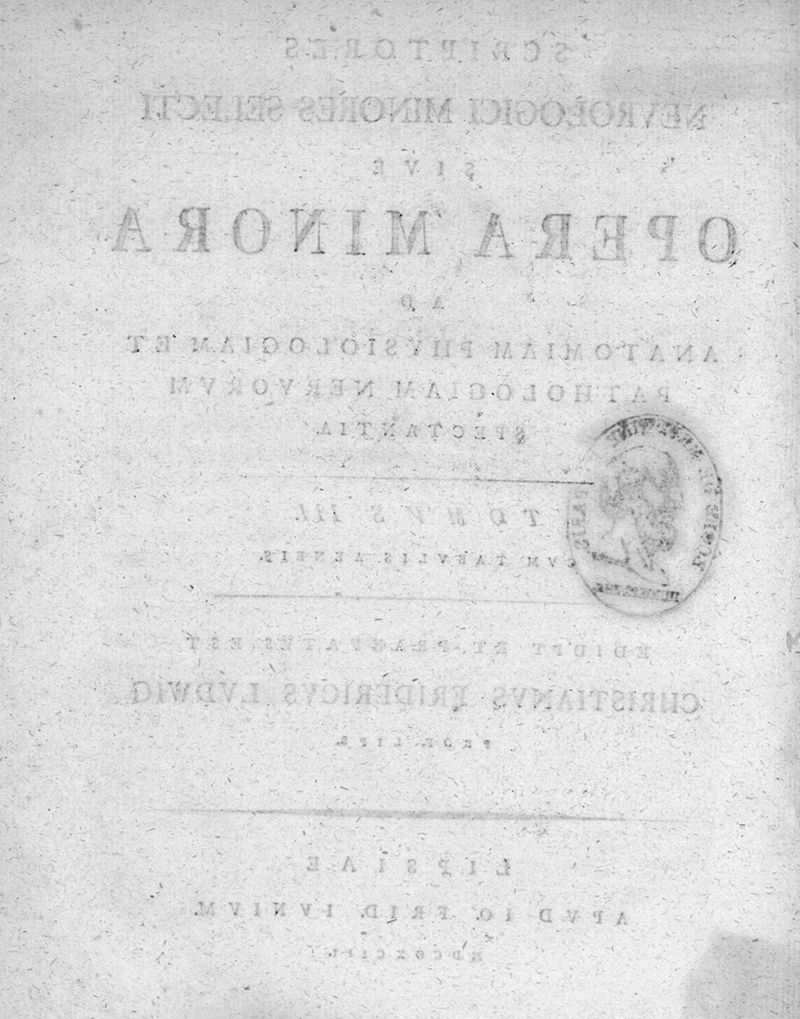 SCRIPTORES
NEVROLOGICI MINORES SELECTI
SIVE
OPERA MINORA
AD
ANATOMIAM PHYSIOLOGIAM ET
PATHOLOGIAM NERVORVM
SPECTANTIA.
TOMVS III.
CVM TABVLIS AENEIS.
EDIDIT ET PRAEFATVS EST
CHRISTIANVS FRIDERICVS LVDWIG
PROF. LIPS.
LIPSIAE
APVD IO. FRID. IVNIVM.
PARIS